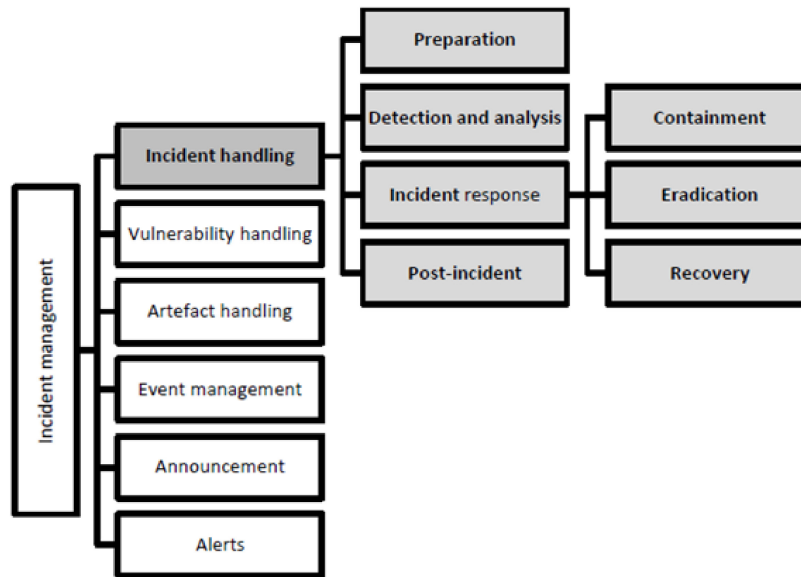 Incident management
Incident handling
Vulnerability handling
Artefact handling
Event management
Announcement
Alerts
Preparation
Detection and analysis
Incident response
Post-incident
Containment
Eradication
Recovery